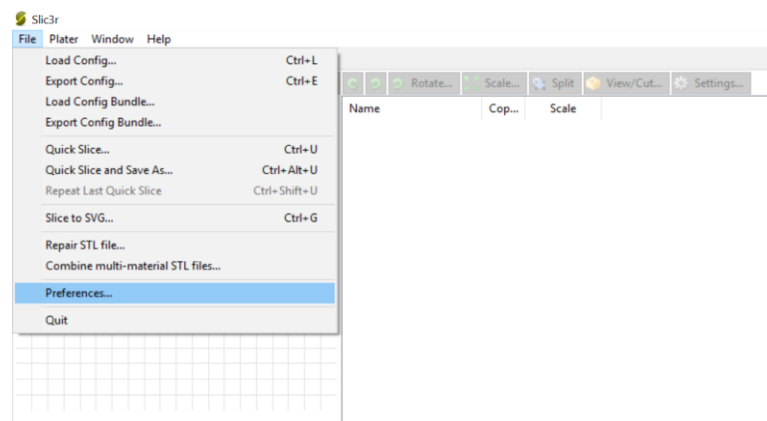 Slic3r
File Plater Window Help
Load Config... Ctrl+L
Export Config... Ctrl+E
Load Config Bundle...
Export Config Bundle...
Quick Slice... Ctrl+U
Quick Slice and Save As... Ctrl+Alt+U
Repeat Last Quick Slice Ctrl+Shift+U
Slice to SVG... Ctrl+G
Repair STL file...
Combine multi-material STL files...
Preferences...
Quit
Rotate... Scale... Split View/Cut... Settings...
Name Cop... Scale